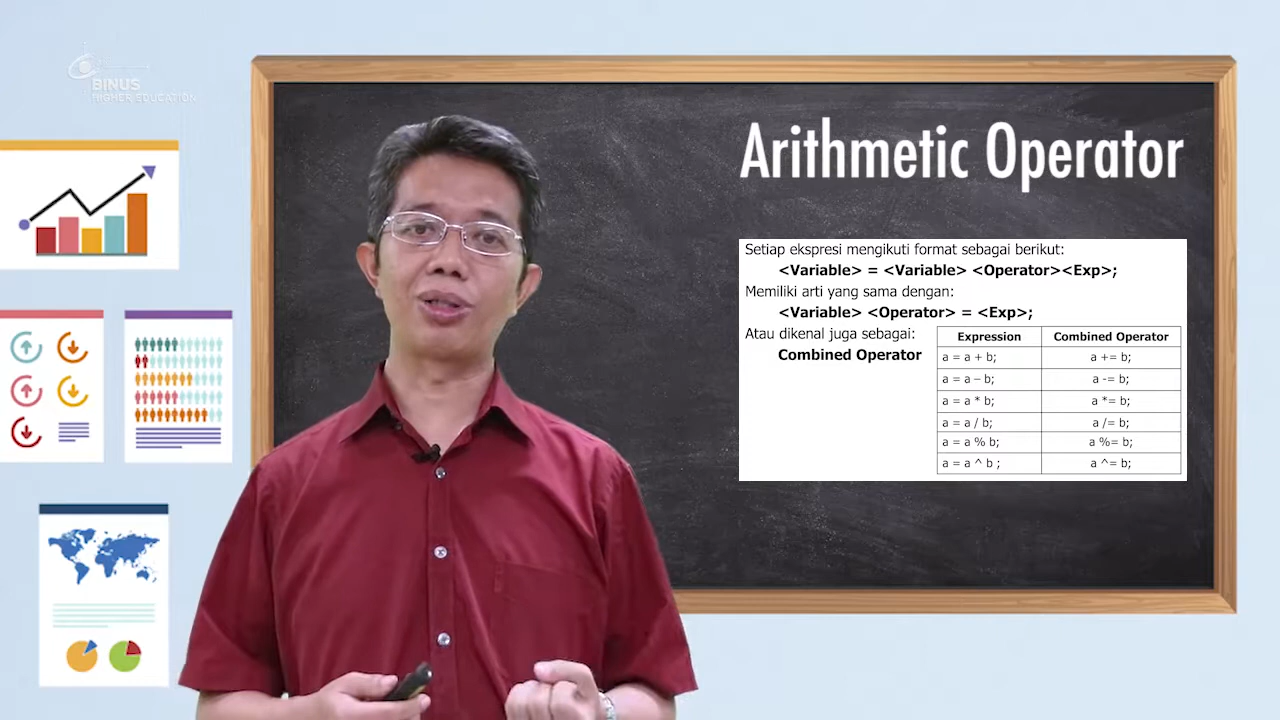 BINUS
HIGHER EDUCATION
Arithmetic Operator
Setiap ekspresi mengikuti format sebagai berikut:
<Variable> = <Variable> <Operator><Exp>;
Memiliki arti yang sama dengan:
<Variable> <Operator> = <Exp>;
Atau dikenal juga sebagai:
Combined Operator
Expression Combined Operator
a = a + b; a += b;
a = a – b; a -= b;
a = a * b; a *= b;
a = a / b; a /= b;
a = a % b; a %= b;
a = a ^ b ; a ^= b;